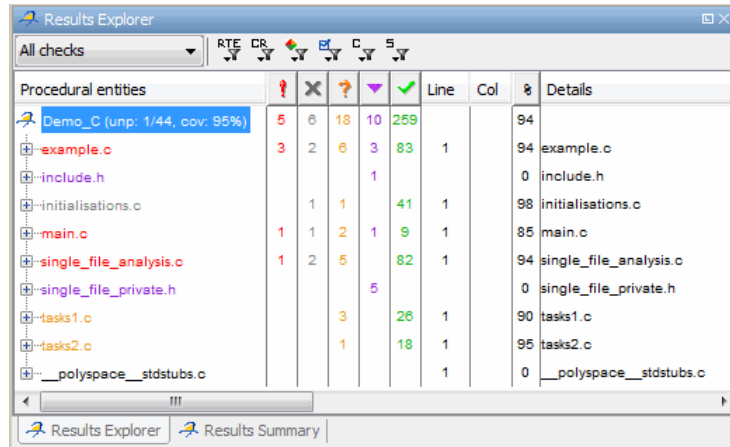 Results Explorer
All checks RTE CR C S
Procedural entities ! × ? ▼ ✓ Line Col % Details
Demo_C (unp: 1/44, cov: 95%) 5 6 18 10 259 94
example.c 3 2 6 3 83 1 94 example.c
include.h 1 0 include.h
initialisations.c 1 1 41 1 98 initialisations.c
main.c 1 1 2 1 9 1 85 main.c
single_file_analysis.c 1 2 5 82 1 94 single_file_analysis.c
single_file_private.h 5 0 single_file_private.h
tasks1.c 3 26 1 90 tasks1.c
tasks2.c 1 18 1 95 tasks2.c
__polyspace__stdstubs.c 1 0 __polyspace__stdstubs.c
Results Explorer Results Summary